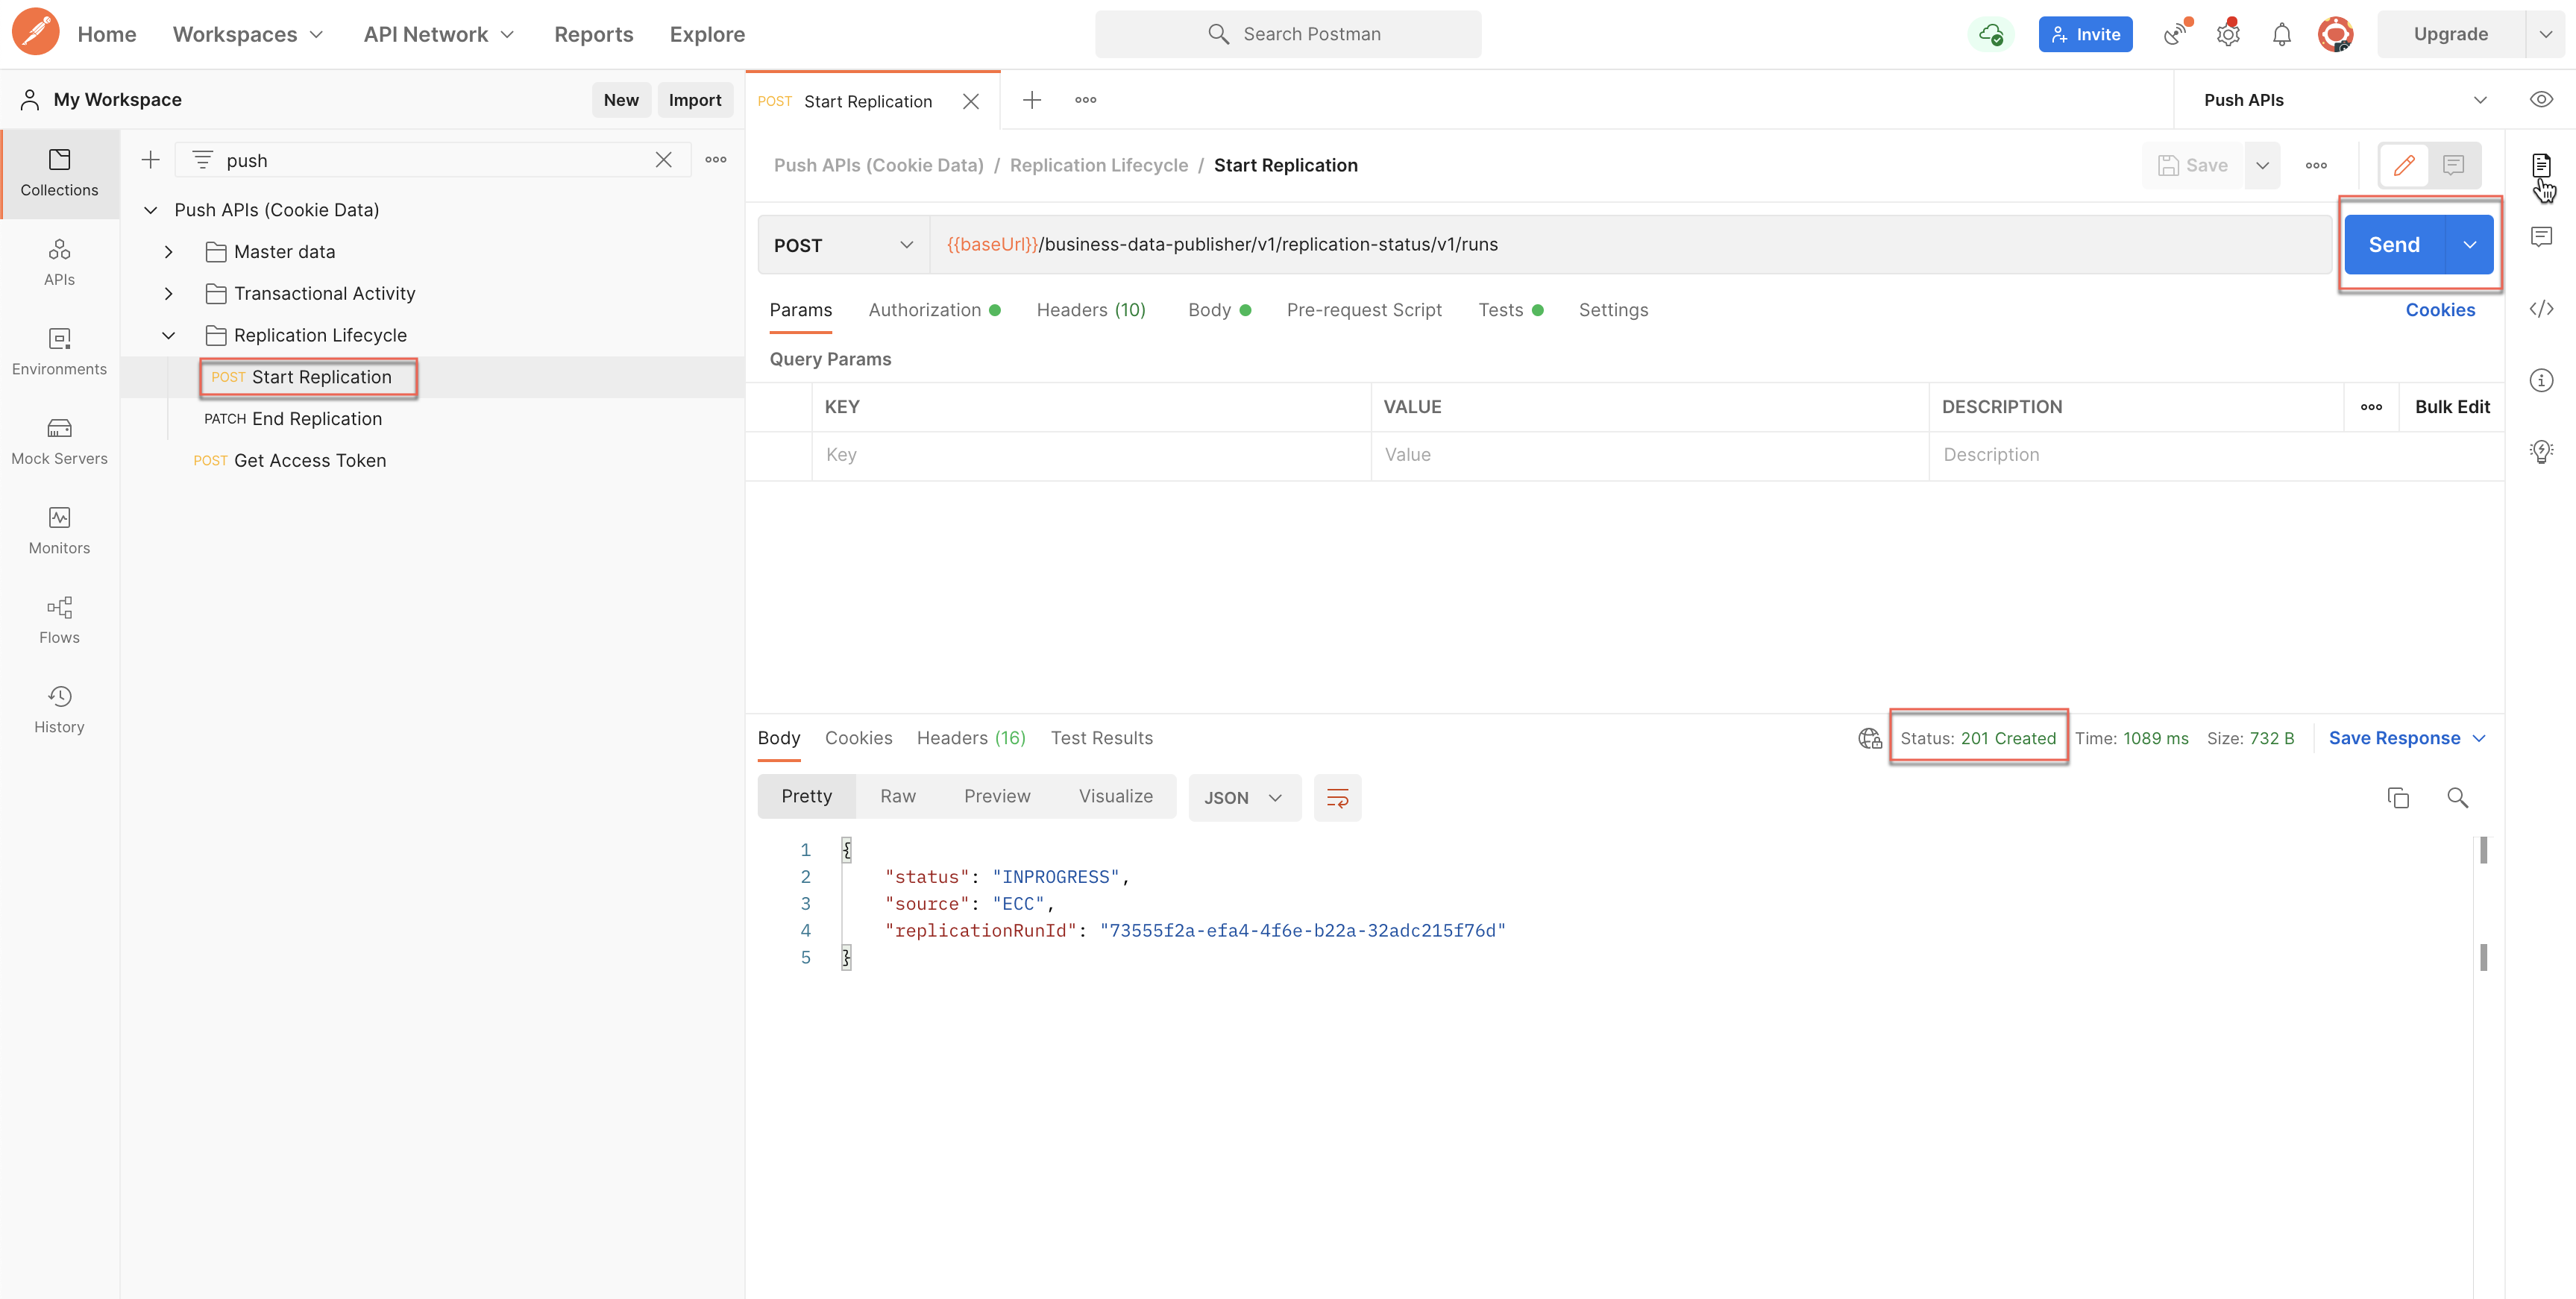 Home Workspaces API Network Reports Explore Search Postman Invite Upgrade
My Workspace New Import POST Start Replication Push APIs
Collections
APIs
Environments
Mock Servers
Monitors
Flows
History
push
Push APIs (Cookie Data)
Master data
Transactional Activity
Replication Lifecycle
POST Start Replication
PATCH End Replication
POST Get Access Token
Push APIs (Cookie Data) / Replication Lifecycle / Start Replication Save
POST {{baseUrl}}/business-data-publisher/v1/replication-status/v1/runs Send
Params Authorization Headers (10) Body Pre-request Script Tests Settings Cookies
Query Params
KEY VALUE DESCRIPTION Bulk Edit
Key Value Description
Body Cookies Headers (16) Test Results Status: 201 Created Time: 1089 ms Size: 732 B Save Response
Pretty Raw Preview Visualize JSON
1 {
2 "status": "INPROGRESS",
3 "source": "ECC",
4 "replicationRunId": "73555f2a-efa4-4f6e-b22a-32adc215f76d"
5 }